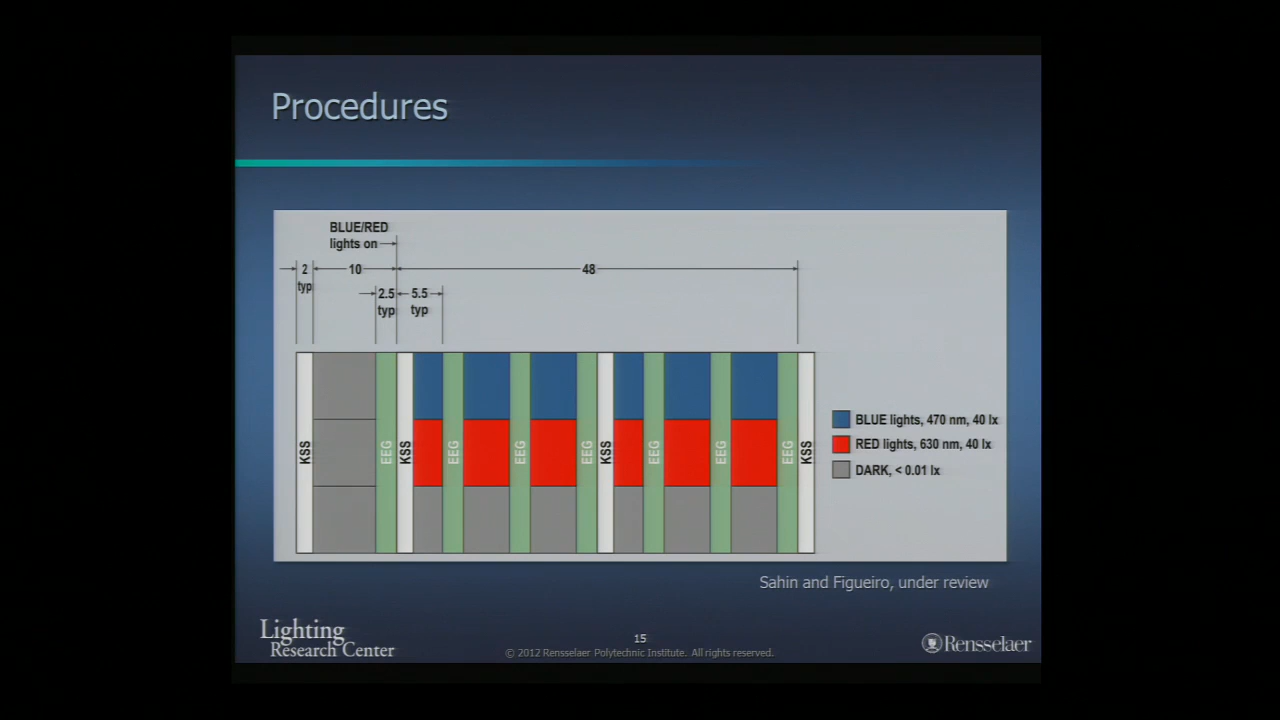 Procedures
BLUE/RED
lights on
2
typ
10
48
2.5
typ
5.5
typ
KSS
EEG
KSS
EEG
EEG
EEG
KSS
EEG
EEG
EEG
KSS
BLUE lights, 470 nm, 40 lx
RED lights, 630 nm, 40 lx
DARK, < 0.01 lx
Sahin and Figueiro, under review
Lighting
Research Center
15
© 2012 Rensselaer Polytechnic Institute. All rights reserved.
Rensselaer